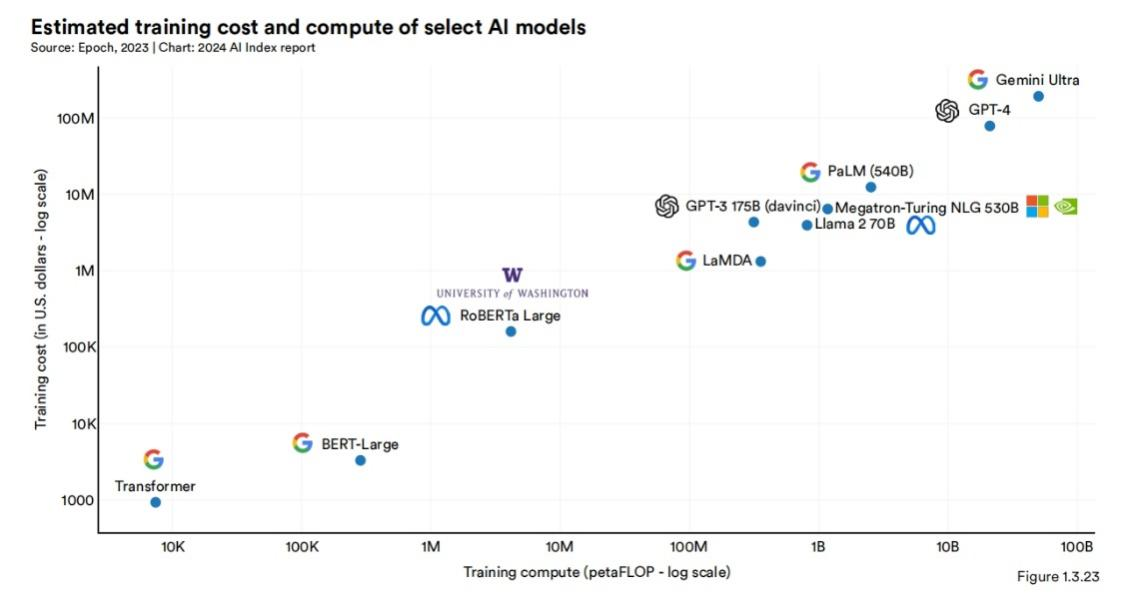 Estimated training cost and compute of select AI models
Source: Epoch, 2023 | Chart: 2024 AI Index report
Training cost (in U.S. dollars - log scale)
100M
10M
1M
100K
10K
1000
Gemini Ultra
GPT-4
PaLM (540B)
GPT-3 175B (davinci)
Megatron-Turing NLG 530B
Llama 2 70B
LaMDA
W
UNIVERSITY of WASHINGTON
RoBERTa Large
BERT-Large
Transformer
10K
100K
1M
10M
100M
1B
10B
100B
Training compute (petaFLOP - log scale)
Figure 1.3.23